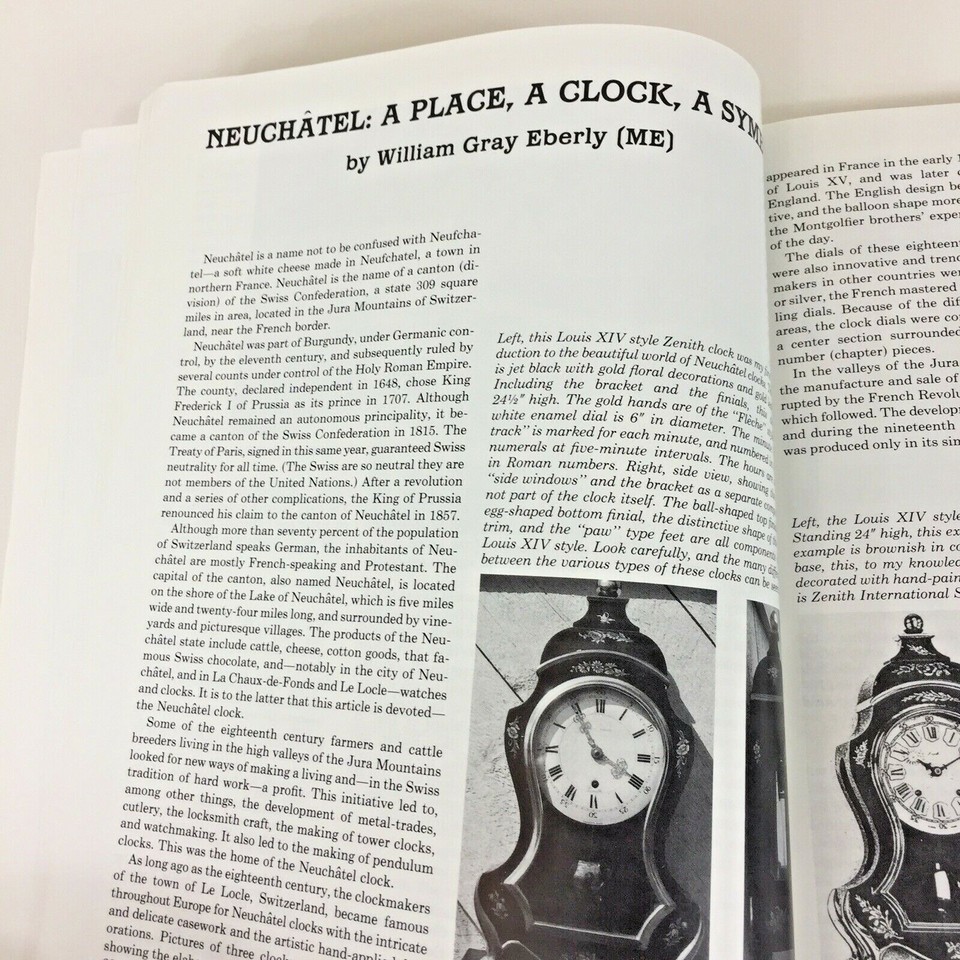 NEUCHÂTEL: A PLACE, A CLOCK, A
by William Gray Eberly (ME)
Neuchâtel is a name not to be confused with Neufcha-
tel—a soft white cheese made in Neufchatel, a town in
northern France. Neuchâtel is the name of a canton (di-
vision) of the Swiss Confederation, a state 309 square
miles in area, located in the Jura Mountains of Switzer-
land, near the French border.
Neuchâtel was part of Burgundy, under Germanic con-
trol, by the eleventh century, and subsequently ruled by
several counts under control of the Holy Roman Empire.
The county, declared independent in 1648, chose King
Frederick I of Prussia as its prince in 1707. Although
Neuchâtel remained an autonomous principality, it be-
came a canton of the Swiss Confederation in 1815. The
Treaty of Paris, signed in this same year, guaranteed Swiss
neutrality for all time. (The Swiss are so neutral they are
not members of the United Nations.) After a revolution
and a series of other complications, the King of Prussia
renounced his claim to the canton of Neuchâtel in 1857.
Although more than seventy percent of the population
of Switzerland speaks German, the inhabitants of Neu-
châtel are mostly French-speaking and Protestant. The
capital of the canton, also named Neuchâtel, is located
on the shore of the Lake of Neuchâtel, which is five miles
wide and twenty-four miles long, and surrounded by vine-
yards and picturesque villages. The products of the Neu-
châtel state include cattle, cheese, cotton goods, that fa-
mous Swiss chocolate, and—notably in the city of Neu-
châtel, and in La Chaux-de-Fonds and Le Locle—watches
and clocks. It is to the latter that this article is devoted—
the Neuchâtel clock.
Some of the eighteenth century farmers and cattle
breeders living in the high valleys of the Jura Mountains
looked for new ways of making a living and—in the Swiss
tradition of hard work—a profit. This initiative led to,
among other things, the development of metal-trades,
cutlery, the locksmith craft, the making of tower clocks,
and watchmaking. It also led to the making of pendulum
clocks. This was the home of the Neuchâtel clock.
As long ago as the eighteenth century, the clockmakers
of the town of Le Locle, Switzerland, became famous
throughout Europe for Neuchâtel clocks with the intricate
and delicate casework and the artistic hand-applied
orations. Pictures of three
showing the
Left, this Louis XIV style Zenith clock was my
duction to the beautiful world of Neuchâtel
is jet black with gold floral decorations and gold
Including the bracket and the finials, this
24½" high. The gold hands are of the "Flèche"
white enamel dial is 6" in diameter. The minute
track" is marked for each minute, and numbered
numerals at five-minute intervals. The hours
in Roman numbers. Right, side view, showing
"side windows" and the bracket as a separate
not part of the clock itself. The ball-shaped top
egg-shaped bottom finial, the distinctive shape
trim, and the "paw" type feet are all components
Louis XIV style. Look carefully, and the many
between the various types of these clocks can be
appeared in France in the early
of Louis XV, and was later
England. The English design
tive, and the balloon shape more
the Montgolfier brothers'
of the day.
The dials of these
were also innovative and
makers in other countries
or silver, the French mastered
ling dials. Because of the
areas, the clock dials were
a center section surrounded
number (chapter) pieces.
In the valleys of the Jura
the manufacture and sale of
rupted by the French
which followed. The
and during the nineteenth
was produced only in its
Left, the Louis XIV style
Standing 24" high, this
example is brownish in
base, this, to my
decorated with
is Zenith International